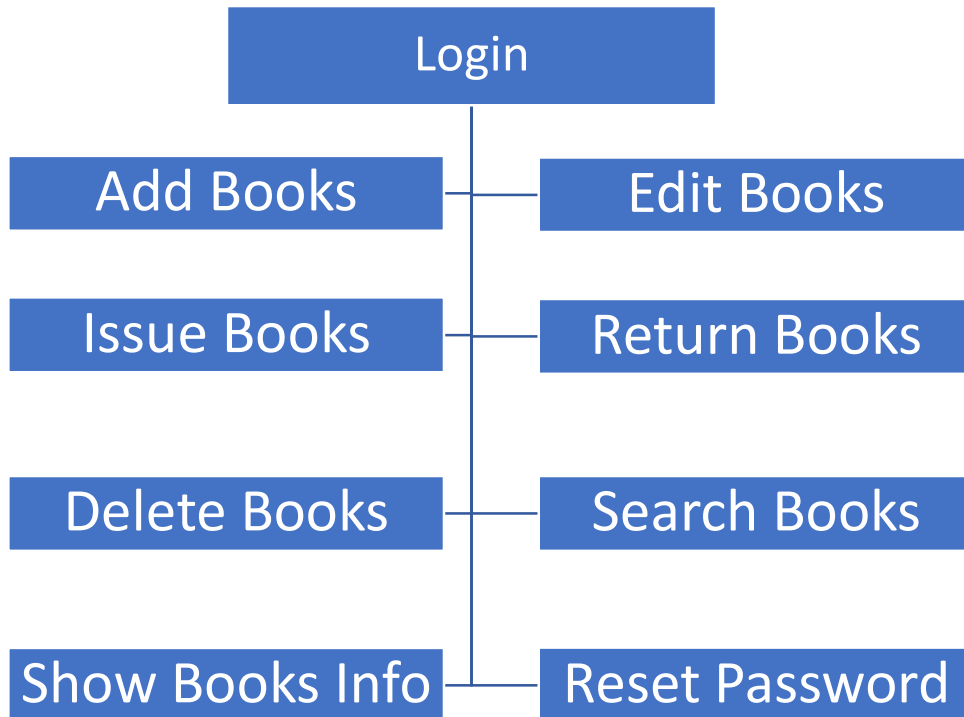 Login
Add Books
Edit Books
Issue Books
Return Books
Delete Books
Search Books
Show Books Info
Reset Password